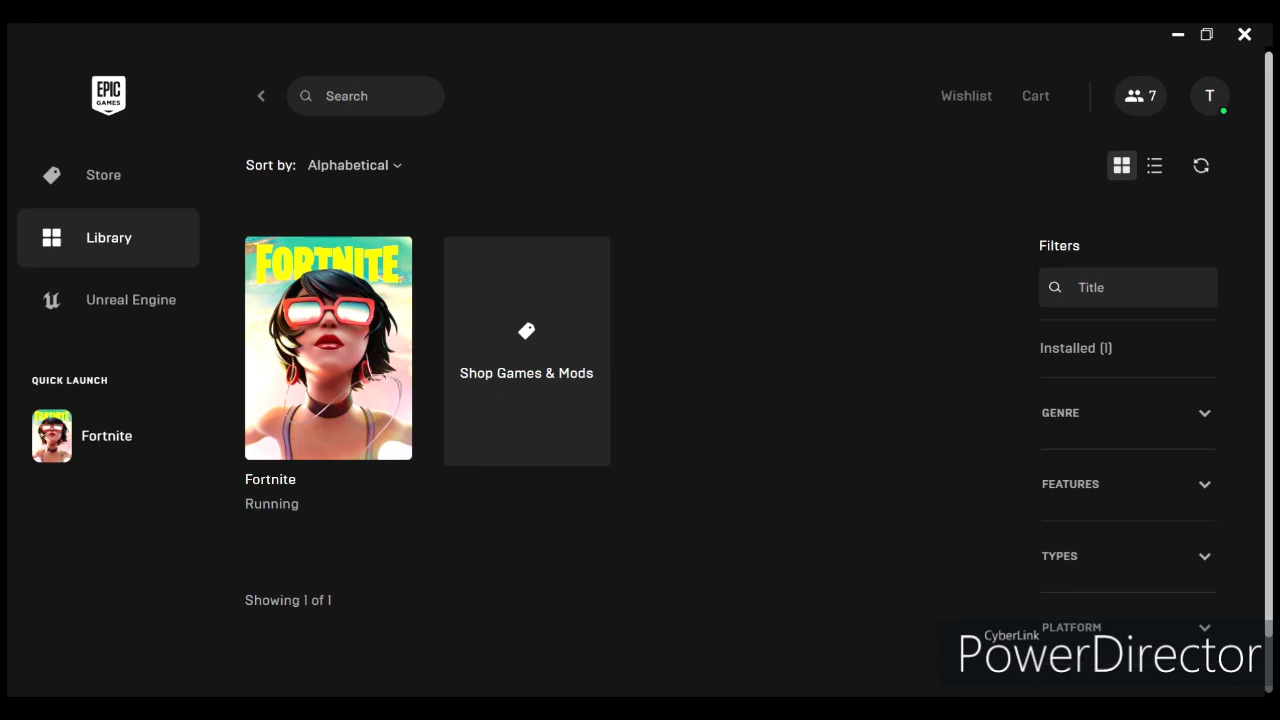 EPIC
GAMES
Search
Wishlist
Cart
7
T
Store
Library
Unreal Engine
QUICK LAUNCH
FORTNITE
Fortnite
Sort by: Alphabetical
FORTNITE
Fortnite
Running
Shop Games & Mods
Showing 1 of 1
Filters
Title
Installed (1)
GENRE
FEATURES
TYPES
PLATFORM
CyberLink
PowerDirector